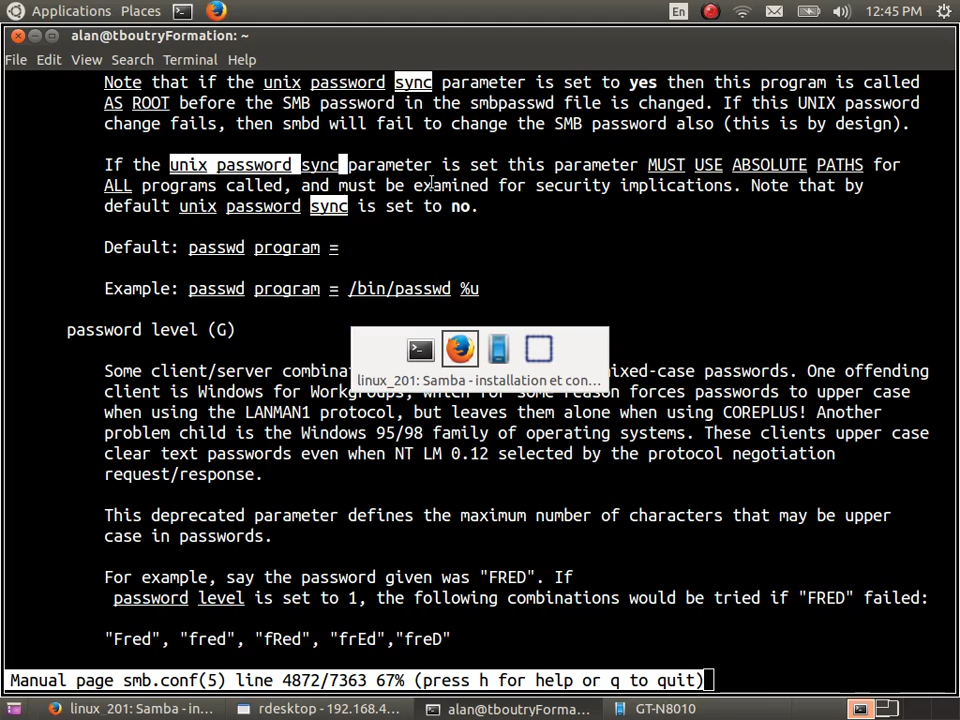 Applications Places En 12:45 PM
alan@tboutryFormation: ~
File Edit View Search Terminal Help
Note that if the unix password sync parameter is set to yes then this program is called
AS ROOT before the SMB password in the smbpasswd file is changed. If this UNIX password
change fails, then smbd will fail to change the SMB password also (this is by design).
If the unix password sync parameter is set this parameter MUST USE ABSOLUTE PATHS for
ALL programs called, and must be examined for security implications. Note that by
default unix password sync is set to no.
Default: passwd program =
Example: passwd program = /bin/passwd %u
password level (G)
linux_201: Samba - installation et con...
Some client/server combina ixed-case passwords. One offending
client is Windows for Workgroups, which for some reason forces passwords to upper case
when using the LANMAN1 protocol, but leaves them alone when using COREPLUS! Another
problem child is the Windows 95/98 family of operating systems. These clients upper case
clear text passwords even when NT LM 0.12 selected by the protocol negotiation
request/response.
This deprecated parameter defines the maximum number of characters that may be upper
case in passwords.
For example, say the password given was "FRED". If
password level is set to 1, the following combinations would be tried if "FRED" failed:
"Fred", "fred", "fRed", "frEd","freD"
Manual page smb.conf(5) line 4872/7363 67% (press h for help or q to quit)
linux_201: Samba - in... rdesktop - 192.168.4... alan@tboutryForma... GT-N8010